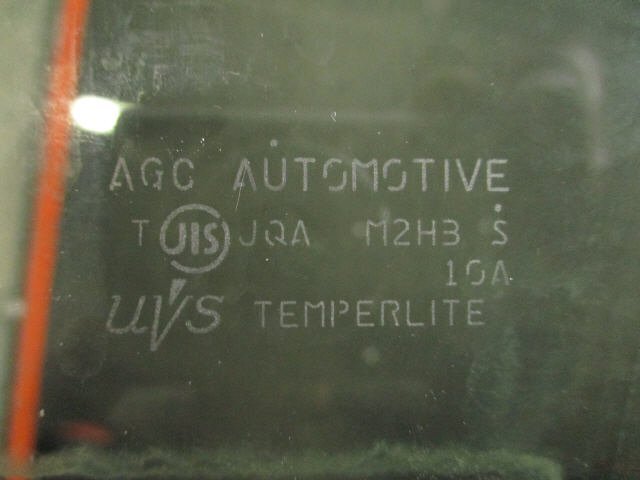 AGC AUTOMOTIVE
T JIS JQA M2H3 S
10A
UVS TEMPERLITE